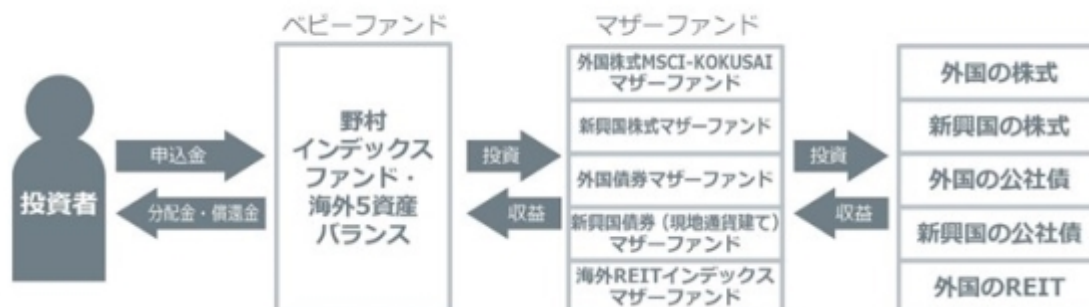 ベビーファンド
マザーファンド
投資者
申込金
分配金・償還金
野村
インデックス
ファンド・
海外5資産
バランス
投資
収益
外国株式MSCI-KOKUSAI
マザーファンド
新興国株式マザーファンド
外国債券マザーファンド
新興国債券（現地通貨建て）
マザーファンド
海外REITインデックス
マザーファンド
投資
収益
外国の株式
新興国の株式
外国の公社債
新興国の公社債
外国のREIT